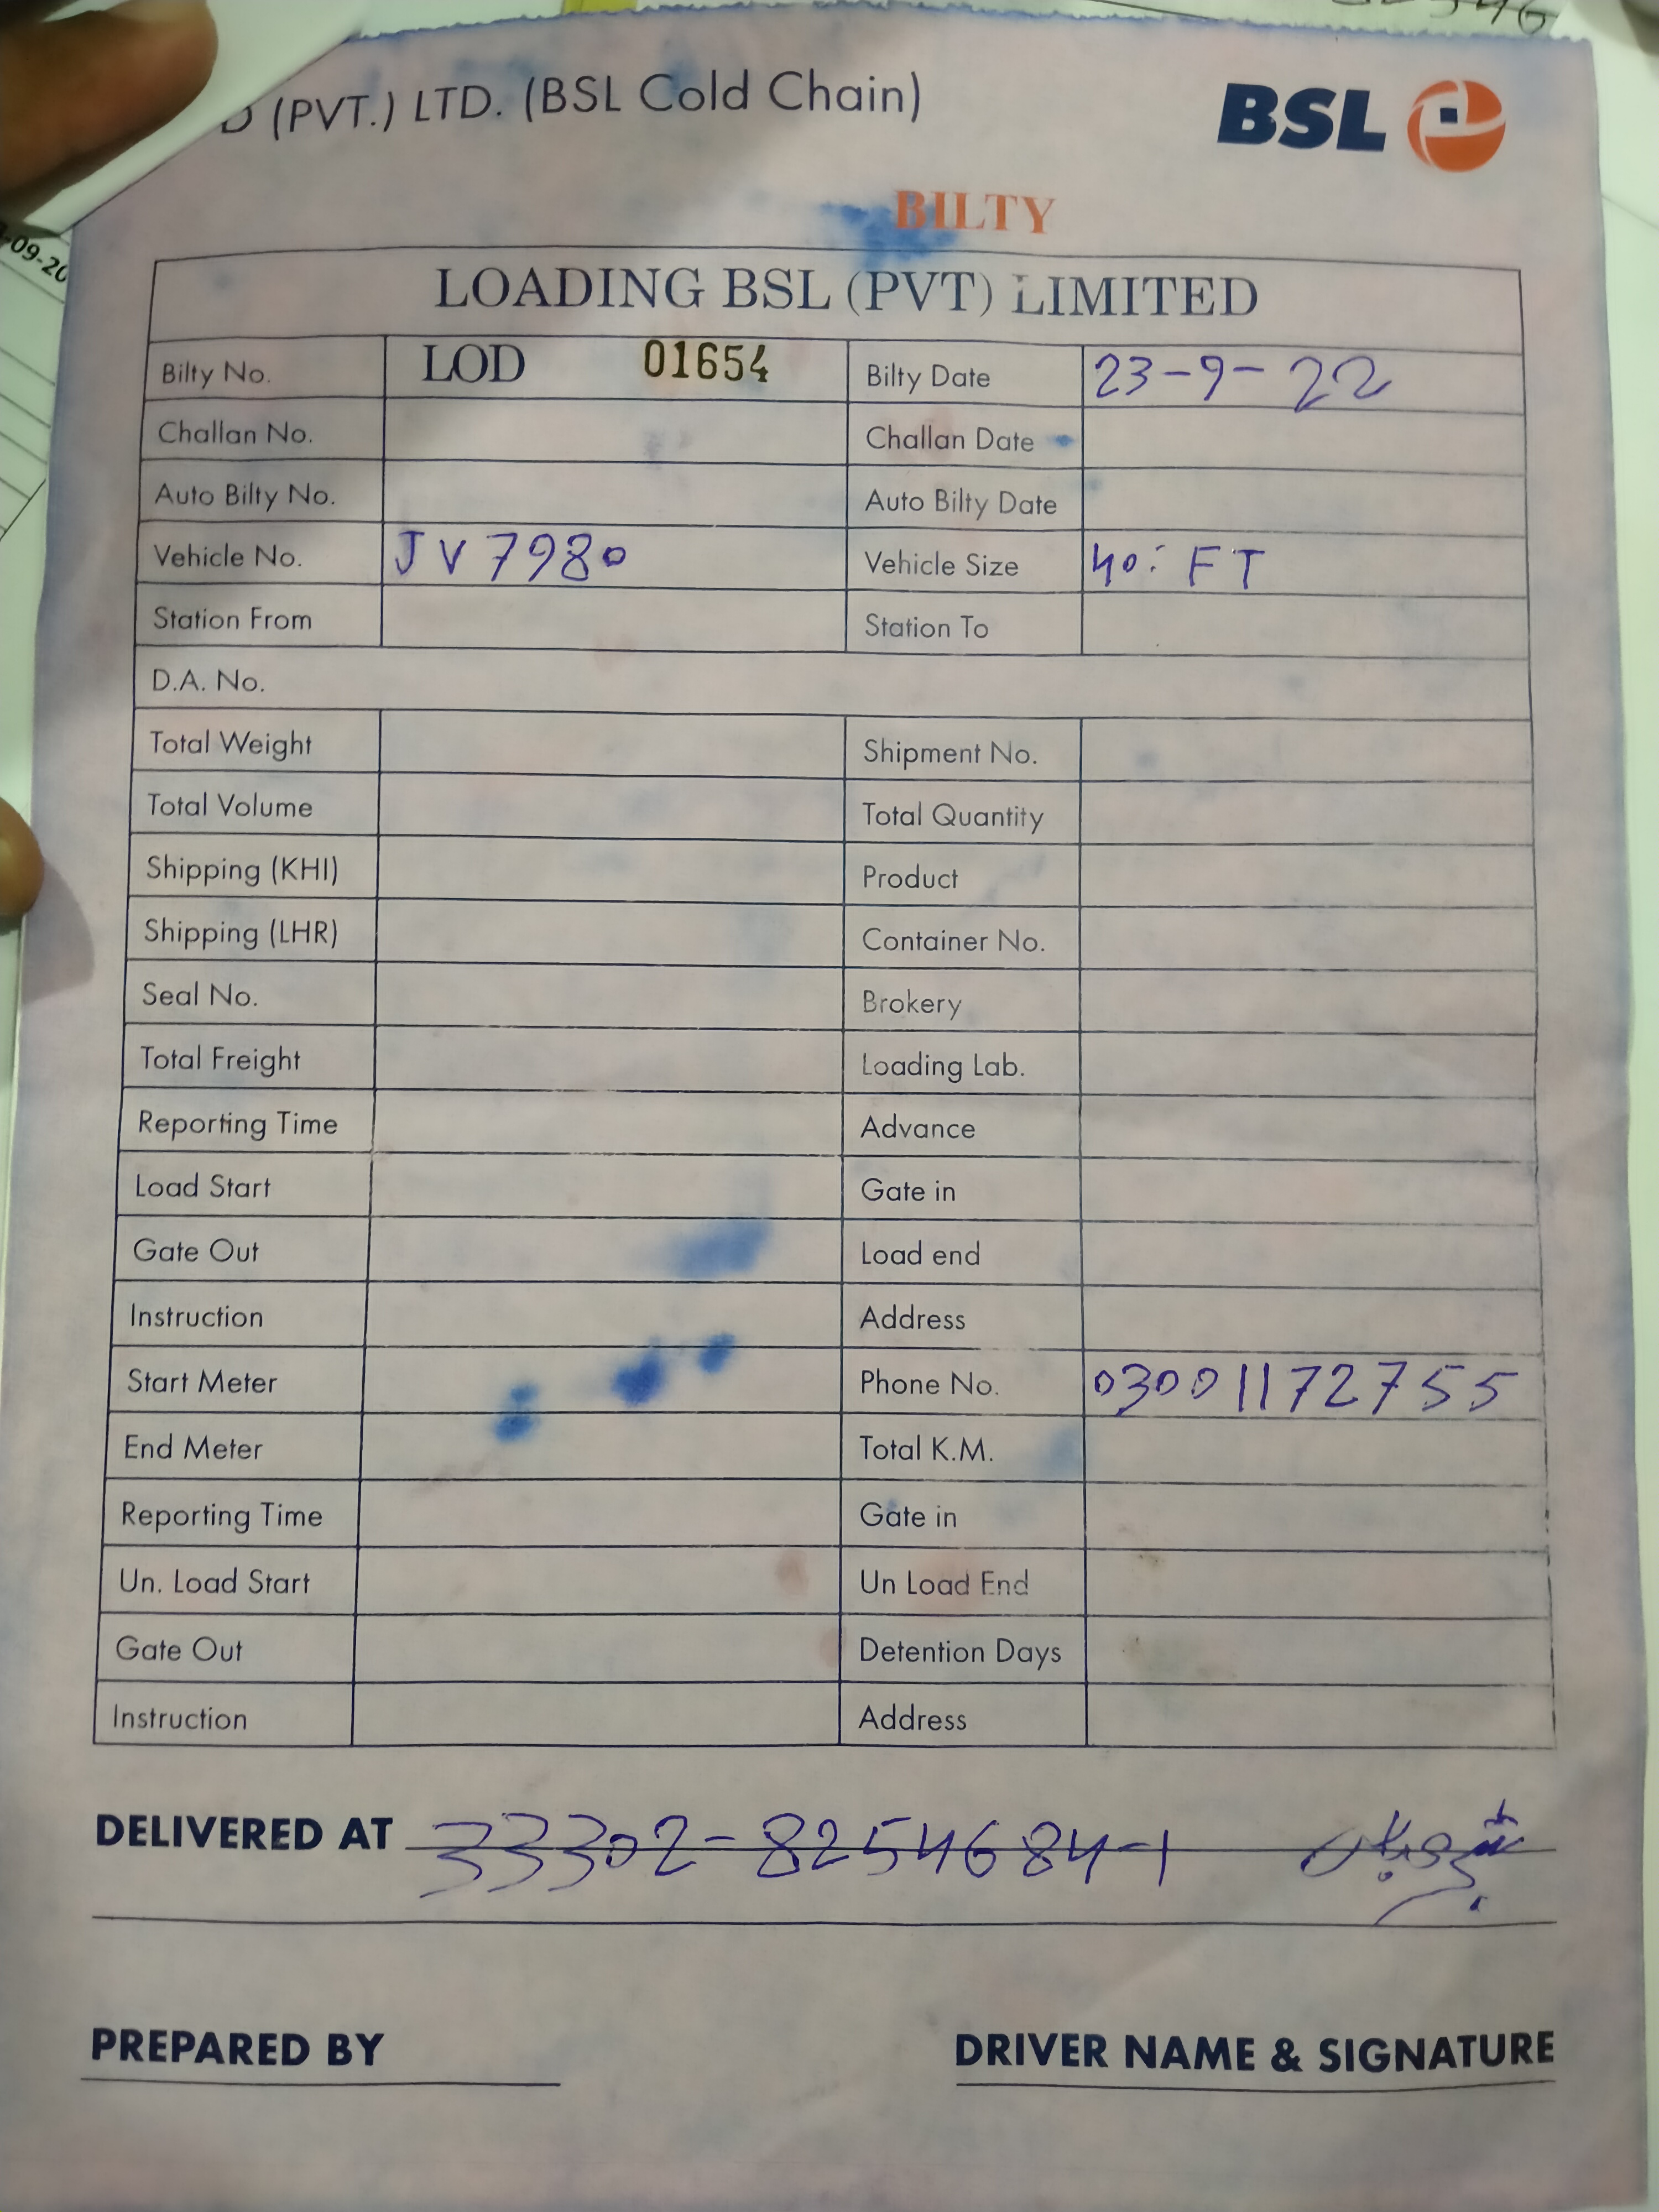 (PVT.) LTD. (BSL Cold Chain)
BSL
BILTY
LOADING BSL (PVT) LIMITED
Bilty No. LOD 01654 Bilty Date 23-9-22
Challan No. Challan Date
Auto Bilty No. Auto Bilty Date
Vehicle No. JV 7980 Vehicle Size 40: FT
Station From Station To
D.A. No.
Total Weight Shipment No.
Total Volume Total Quantity
Shipping (KHI) Product
Shipping (LHR) Container No.
Seal No. Brokery
Total Freight Loading Lab.
Reporting Time Advance
Load Start Gate in
Gate Out Load end
Instruction Address
Start Meter Phone No. 03001172755
End Meter Total K.M.
Reporting Time Gate in
Un. Load Start Un Load End
Gate Out Detention Days
Instruction Address
DELIVERED AT 33302-8254684-1
PREPARED BY DRIVER NAME & SIGNATURE